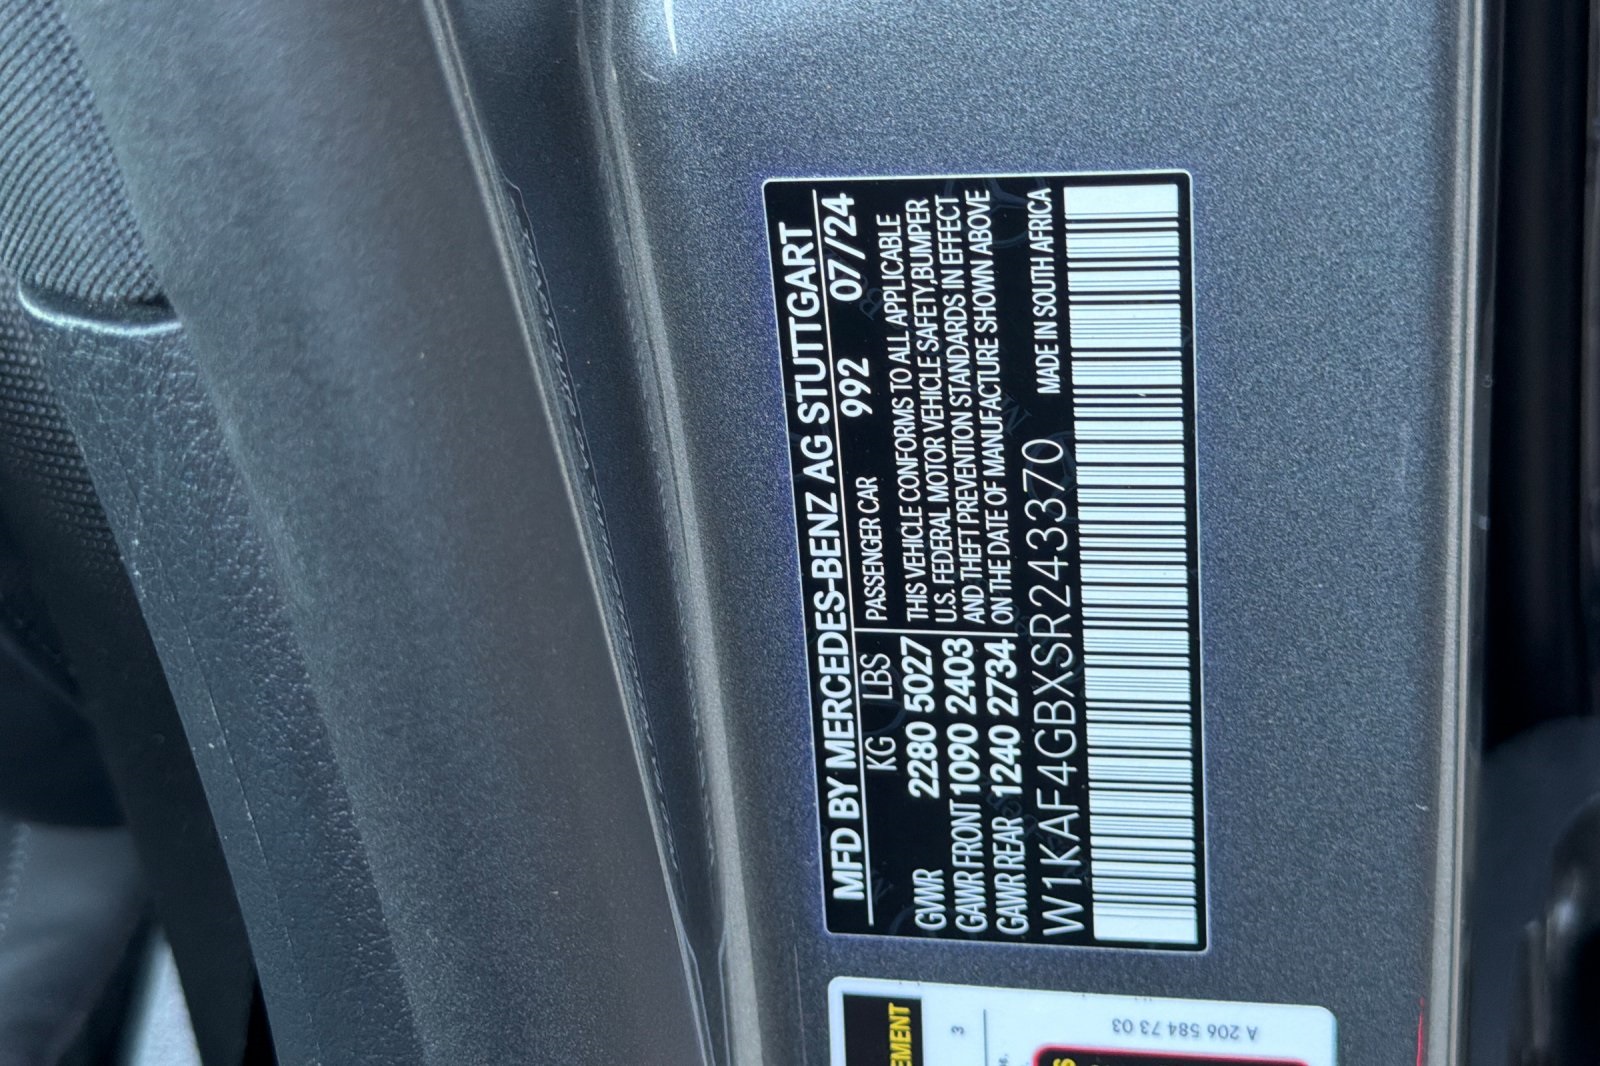 MFD BY MERCEDES-BENZ AG STUTTGART
KG LBS PASSENGER CAR 992 07/24
GVWR 2280 5027 THIS VEHICLE CONFORMS TO ALL APPLICABLE
U.S. FEDERAL MOTOR VEHICLE SAFETY,BUMPER
GAWR FRONT 1090 2403 AND THEFT PREVENTION STANDARDS IN EFFECT
GAWR REAR 1240 2734 ON THE DATE OF MANUFACTURE SHOWN ABOVE
W1KAF4GBXSR243370 MADE IN SOUTH AFRICA
EMENT
3
A 206 584 73 03